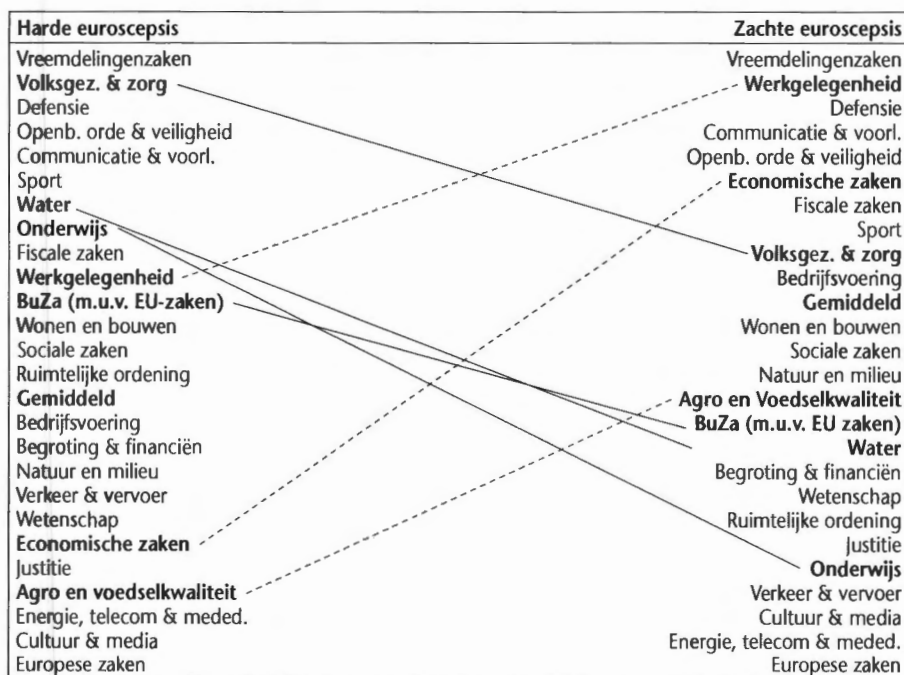 Harde euroscepsis Zachte euroscepsis
Vreemdelingenzaken Vreemdelingenzaken
Volksgez. & zorg Werkgelegenheid
Defensie Defensie
Openb. orde & veiligheid Communicatie & voorl.
Communicatie & voorl. Openb. orde & veiligheid
Sport Economische zaken
Water Fiscale zaken
Onderwijs Sport
Fiscale zaken Volksgez. & zorg
Werkgelegenheid Bedrijfsvoering
BuZa (m.u.v. EU-zaken) Gemiddeld
Wonen en bouwen Wonen en bouwen
Sociale zaken Sociale zaken
Ruimtelijke ordening Natuur en milieu
Gemiddeld Agro en Voedselkwaliteit
Bedrijfsvoering BuZa (m.u.v. EU zaken)
Begroting & financiën Water
Natuur en milieu Begroting & financiën
Verkeer & vervoer Wetenschap
Wetenschap Ruimtelijke ordening
Economische zaken Justitie
Justitie Onderwijs
Agro en voedselkwaliteit Verkeer & vervoer
Energie, telecom & meded. Cultuur & media
Cultuur & media Energie, telecom & meded.
Europese zaken Europese zaken